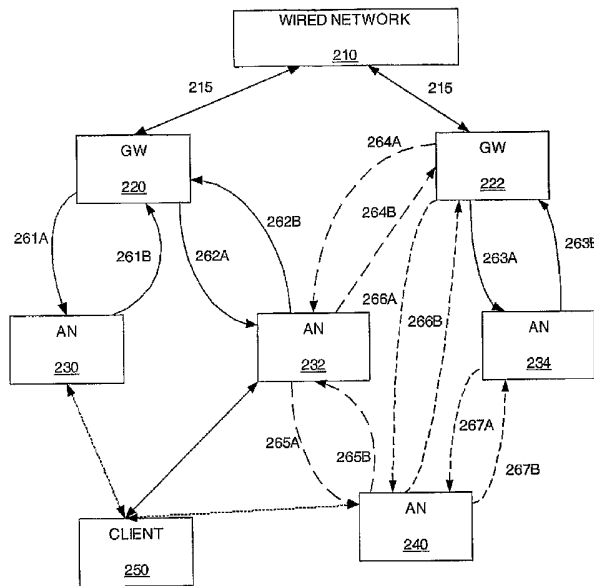 WIRED NETWORK
210
215
215
GW
220
GW
222
264A
264B
262B
261A
261B
262A
263A
263B
266A
266B
AN
230
AN
232
AN
234
265A
265B
267A
267B
AN
240
CLIENT
250